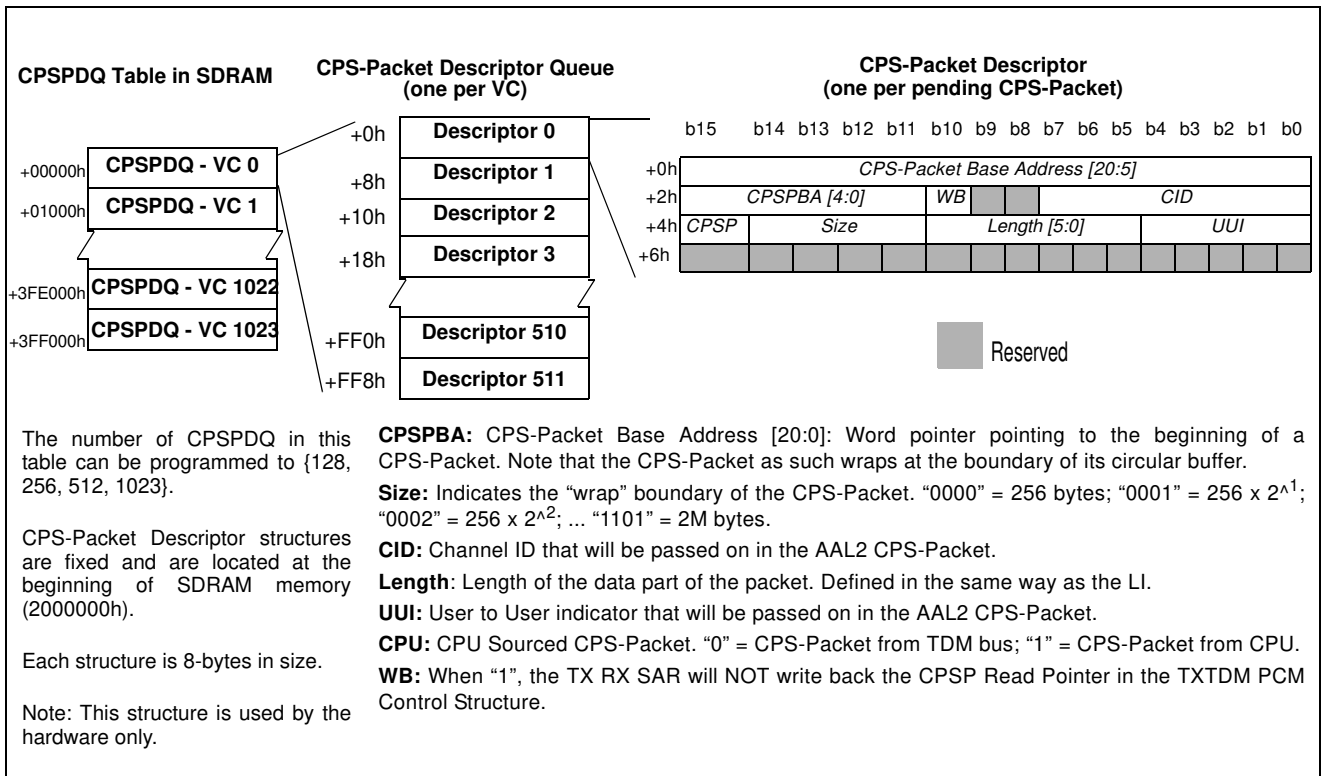 CPSPDQ Table in SDRAM
+00000h CPSPDQ - VC 0
+01000h CPSPDQ - VC 1
+3FE000h CPSPDQ - VC 1022
+3FF000h CPSPDQ - VC 1023
CPS-Packet Descriptor Queue
(one per VC)
+0h Descriptor 0
+8h Descriptor 1
+10h Descriptor 2
+18h Descriptor 3
+FF0h Descriptor 510
+FF8h Descriptor 511
CPS-Packet Descriptor
(one per pending CPS-Packet)
b15 b14 b13 b12 b11 b10 b9 b8 b7 b6 b5 b4 b3 b2 b1 b0
+0h CPS-Packet Base Address [20:5]
+2h CPSPBA [4:0] WB CID
+4h CPSP Size Length [5:0] UUI
+6h
Reserved
The number of CPSPDQ in this
table can be programmed to {128,
256, 512, 1023}.
CPS-Packet Descriptor structures
are fixed and are located at the
beginning of SDRAM memory
(2000000h).
Each structure is 8-bytes in size.
Note: This structure is used by the
hardware only.
CPSPBA: CPS-Packet Base Address [20:0]: Word pointer pointing to the beginning of a
CPS-Packet. Note that the CPS-Packet as such wraps at the boundary of its circular buffer.
Size: Indicates the “wrap” boundary of the CPS-Packet. “0000” = 256 bytes; “0001” = 256 x 2^1;
“0002” = 256 x 2^2; ... “1101” = 2M bytes.
CID: Channel ID that will be passed on in the AAL2 CPS-Packet.
Length: Length of the data part of the packet. Defined in the same way as the LI.
UUI: User to User indicator that will be passed on in the AAL2 CPS-Packet.
CPU: CPU Sourced CPS-Packet. “0” = CPS-Packet from TDM bus; “1” = CPS-Packet from CPU.
WB: When “1”, the TX RX SAR will NOT write back the CPSP Read Pointer in the TXTDM PCM
Control Structure.